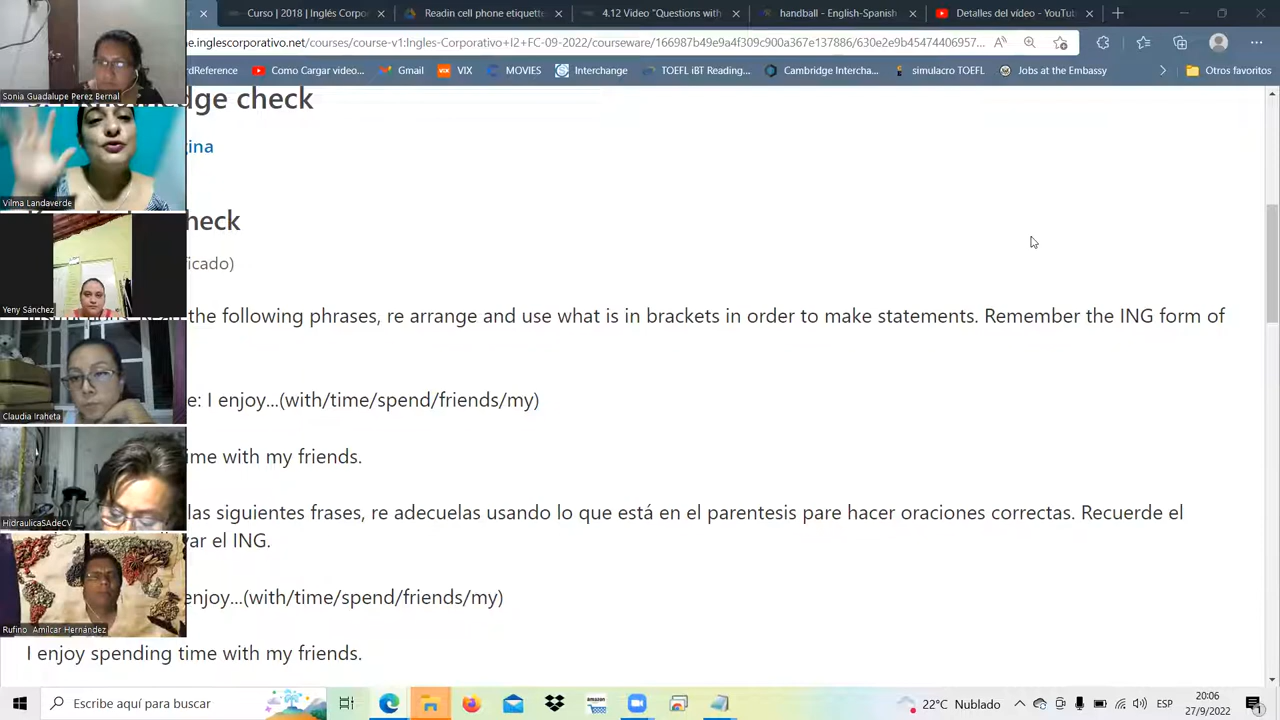 Curso | 2018 | Inglés Corpo
Readin cell phone etiquette
4.12 Video "Questions with
handball - English-Spanish
Detalles del vídeo - YouTu
e.inglescorporativo.net/courses/course-v1:Ingles-Corporativo+I2+FC-09-2022/courseware/166987b49e9a4f309c900a367e137886/630e2e9b45474406957...
rdReference
Como Cargar video...
Gmail
VIX
MOVIES
Interchange
TOEFL iBT Reading...
Cambridge Intercha...
simulacro TOEFL
Jobs at the Embassy
Otros favoritos
Sonia Guadalupe Perez Bernal
ge check
ina
Vilma Landaverde
heck
icado)
Yeny Sánchez
the following phrases, re arrange and use what is in brackets in order to make statements. Remember the ING form of
e: I enjoy...(with/time/spend/friends/my)
Claudia Iraheta
ime with my friends.
las siguientes frases, re adecuelas usando lo que está en el parentesis pare hacer oraciones correctas. Recuerde el
HidraulicaSAdeCV
var el ING.
enjoy...(with/time/spend/friends/my)
Rufino Amílcar Hernández
I enjoy spending time with my friends.
Escribe aquí para buscar
22°C Nublado
ESP
20:06
27/9/2022